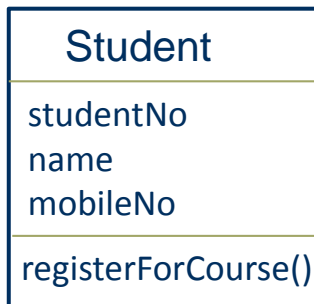 Student
studentNo
name
mobileNo
registerForCourse()